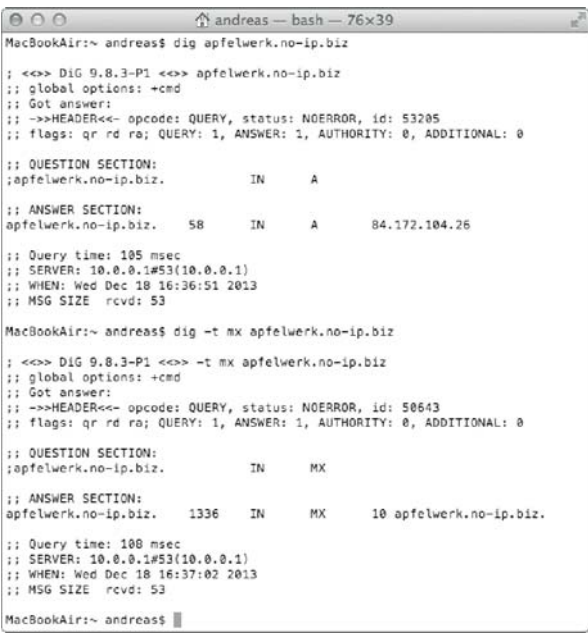 andreas — bash — 76×39
MacBookAir:~ andreas$ dig apfelwerk.no-ip.biz
; <<>> DiG 9.8.3-P1 <<>> apfelwerk.no-ip.biz
;; global options: +cmd
;; Got answer:
;; ->>HEADER<<- opcode: QUERY, status: NOERROR, id: 53205
;; flags: qr rd ra; QUERY: 1, ANSWER: 1, AUTHORITY: 0, ADDITIONAL: 0
;; QUESTION SECTION:
;apfelwerk.no-ip.biz. IN A
;; ANSWER SECTION:
apfelwerk.no-ip.biz. 58 IN A 84.172.104.26
;; Query time: 105 msec
;; SERVER: 10.0.0.1#53(10.0.0.1)
;; WHEN: Wed Dec 18 16:36:51 2013
;; MSG SIZE rcvd: 53
MacBookAir:~ andreas$ dig -t mx apfelwerk.no-ip.biz
; <<>> DiG 9.8.3-P1 <<>> -t mx apfelwerk.no-ip.biz
;; global options: +cmd
;; Got answer:
;; ->>HEADER<<- opcode: QUERY, status: NOERROR, id: 50643
;; flags: qr rd ra; QUERY: 1, ANSWER: 1, AUTHORITY: 0, ADDITIONAL: 0
;; QUESTION SECTION:
;apfelwerk.no-ip.biz. IN MX
;; ANSWER SECTION:
apfelwerk.no-ip.biz. 1336 IN MX 10 apfelwerk.no-ip.biz.
;; Query time: 108 msec
;; SERVER: 10.0.0.1#53(10.0.0.1)
;; WHEN: Wed Dec 18 16:37:02 2013
;; MSG SIZE rcvd: 53
MacBookAir:~ andreas$